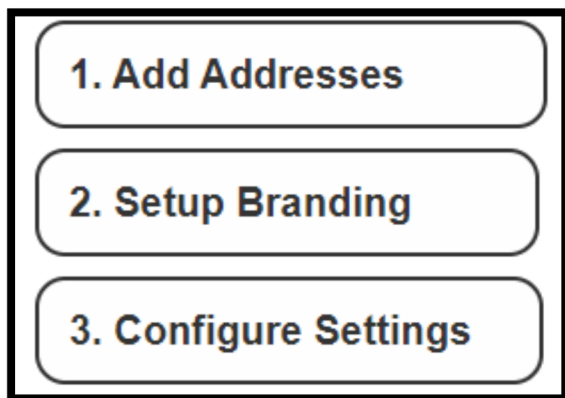 1. Add Addresses
2. Setup Branding
3. Configure Settings